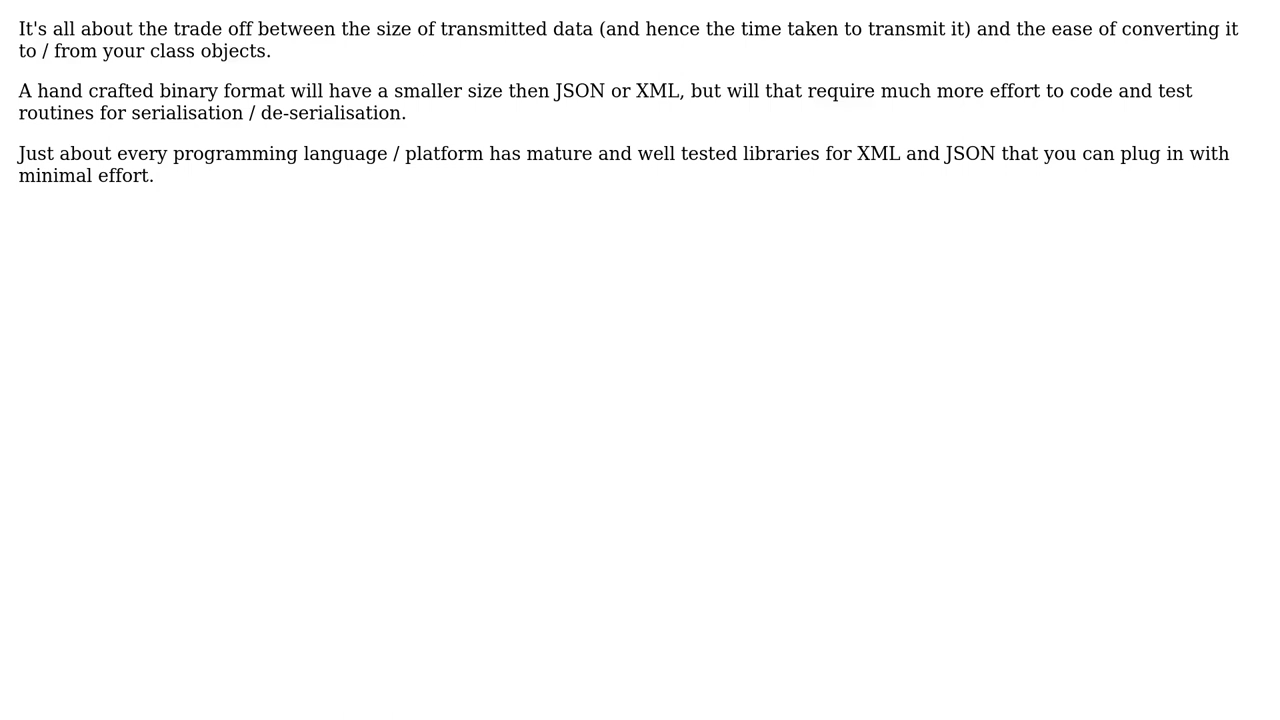 It's all about the trade off between the size of transmitted data (and hence the time taken to transmit it) and the ease of converting it
to / from your class objects.
A hand crafted binary format will have a smaller size then JSON or XML, but will that require much more effort to code and test
routines for serialisation / de-serialisation.
Just about every programming language / platform has mature and well tested libraries for XML and JSON that you can plug in with
minimal effort.